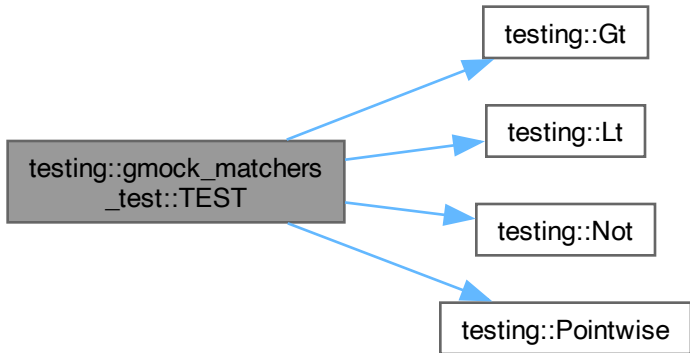 testing::Gt
testing::Lt
testing::gmock_matchers
_test::TEST
testing::Not
testing::Pointwise